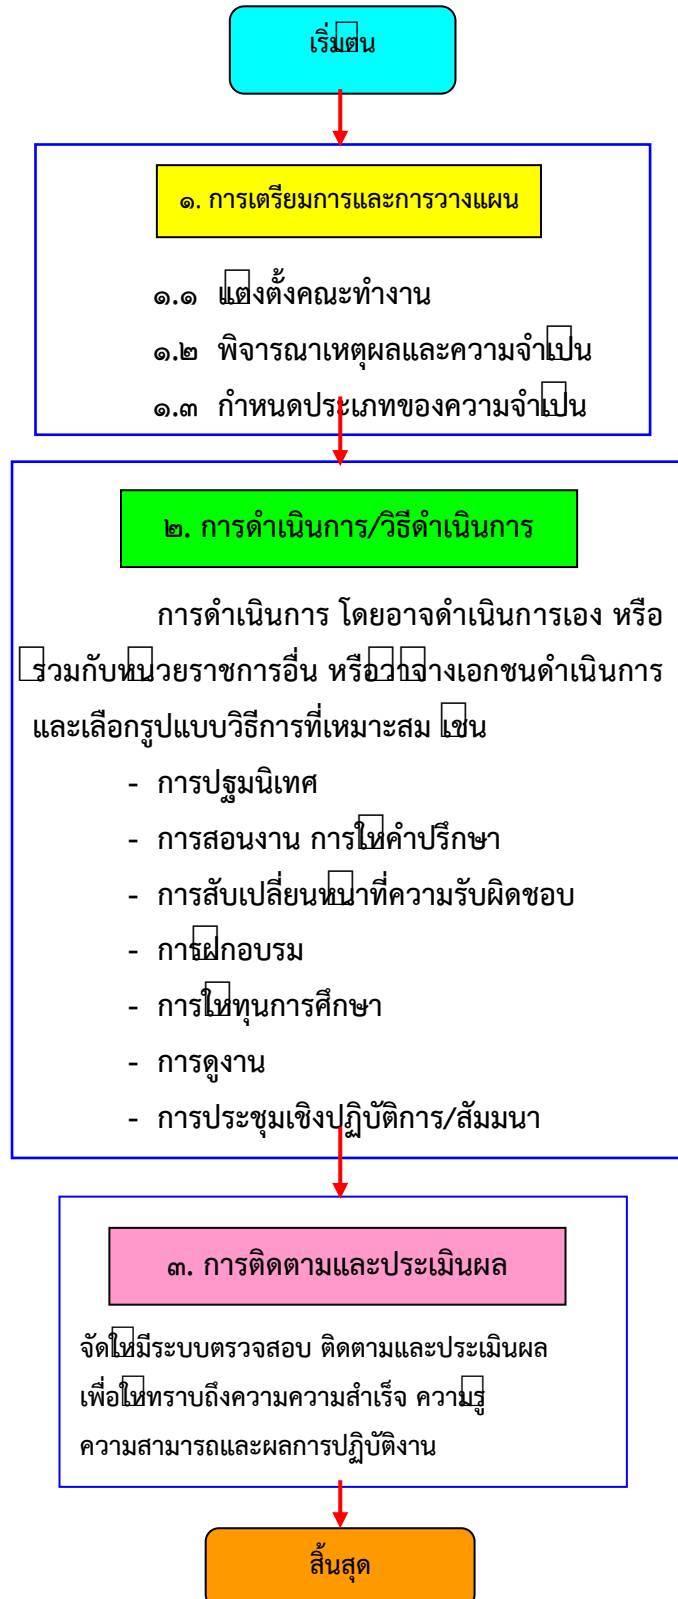 เริ่มตน
๑. การเตรียมการและการวางแผน
๑.๑ แตงตั้งคณะทำงาน
๑.๒ พิจารณาเหตุผลและความจำเปน
๑.๓ กำหนดประเภทของความจำเปน
๒. การดำเนินการ/วิธีดำเนินการ
การดำเนินการ โดยอาจดำเนินการเอง หรือ
รวมกับหนวยราชการอื่น หรือวาจางเอกชนดำเนินการ
และเลือกรูปแบบวิธีการที่เหมาะสม เชน
- การปฐมนิเทศ
- การสอนงาน การใหคำปรึกษา
- การสับเปลี่ยนหนาที่ความรับผิดชอบ
- การฝกอบรม
- การใหทุนการศึกษา
- การดูงาน
- การประชุมเชิงปฏิบัติการ/สัมมนา
๓. การติดตามและประเมินผล
จัดใหมีระบบตรวจสอบ ติดตามและประเมินผล
เพื่อใหทราบถึงความความสำเร็จ ความรู
ความสามารถและผลการปฏิบัติงาน
สิ้นสุด